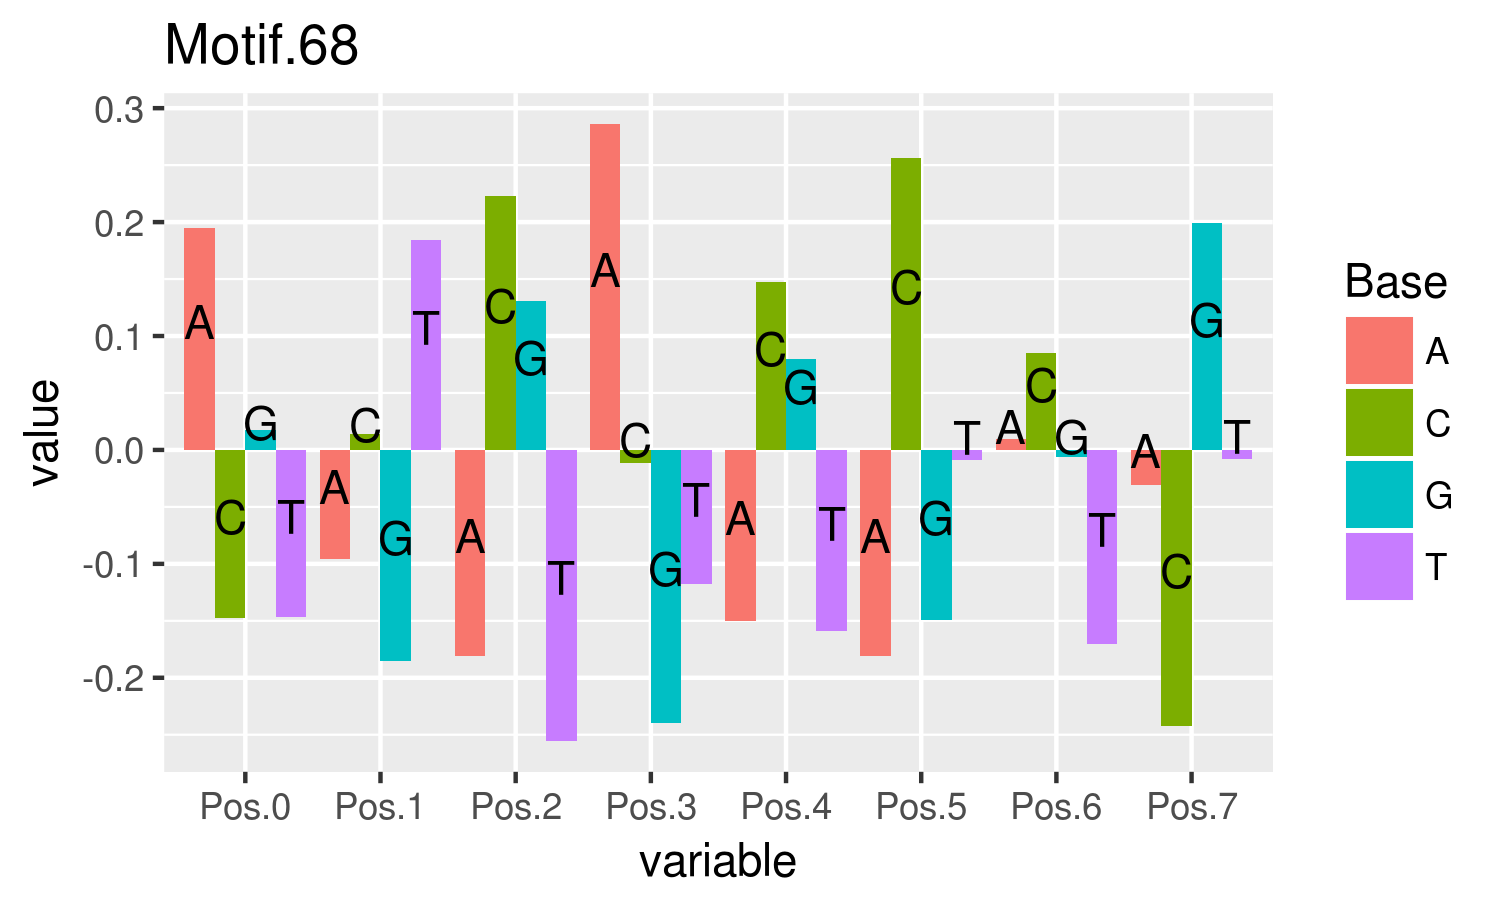 Motif.68
value
0.3
0.2
0.1
0.0
-0.1
-0.2
A C G T
A C G T
A C G T
A C G T
A C G T
A C G T
A C G T
A C G T
Pos.0 Pos.1 Pos.2 Pos.3 Pos.4 Pos.5 Pos.6 Pos.7
variable
Base
A
C
G
T